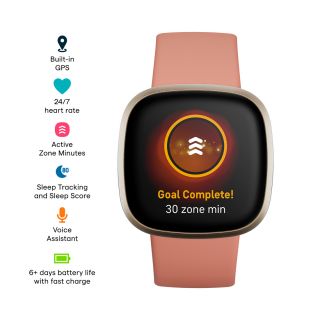 Built-in
GPS
24/7
heart rate
Active
Zone Minutes
80
Sleep Tracking
and Sleep Score
Voice
Assistant
6+ days battery life
with fast charge
Goal Complete!
30 zone min